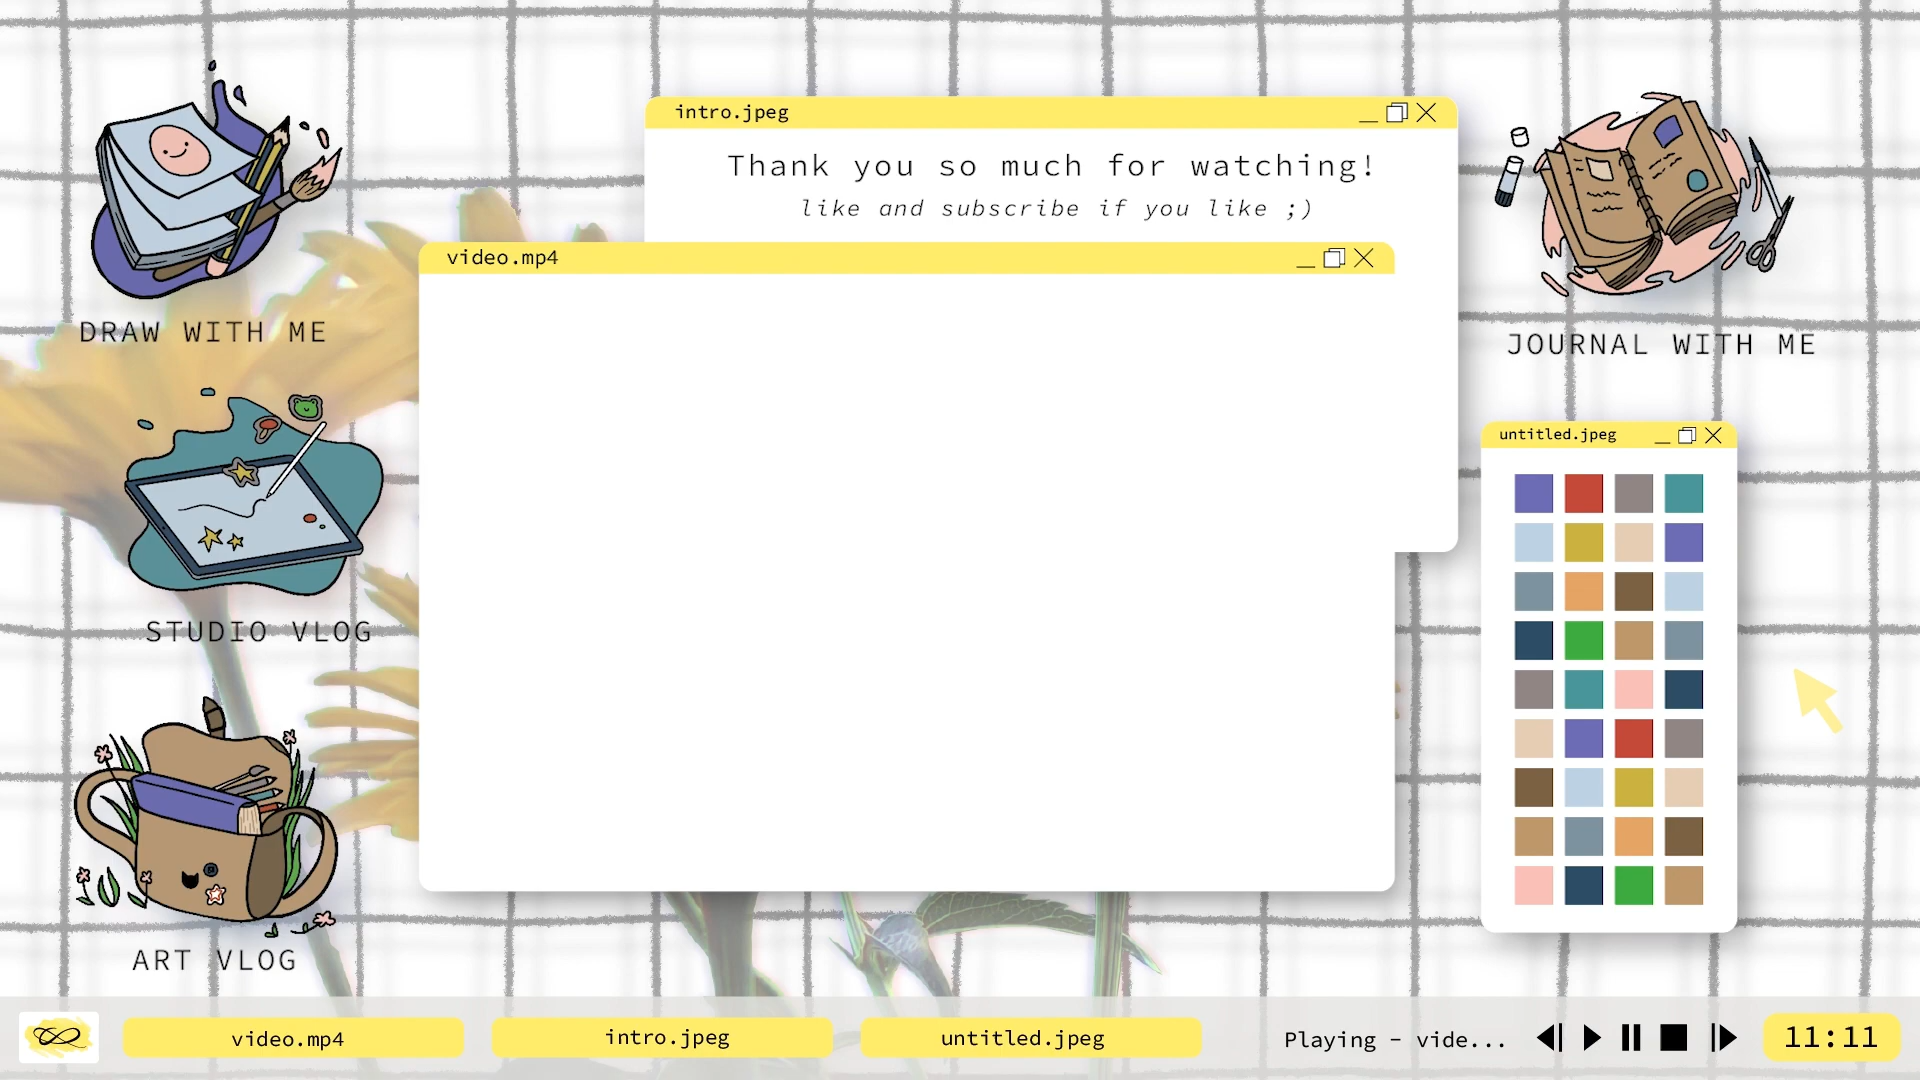 intro.jpeg
Thank you so much for watching!
like and subscribe if you like ;)
video.mp4
DRAW WITH ME
JOURNAL WITH ME
untitled.jpeg
STUDIO VLOG
ART VLOG
video.mp4
intro.jpeg
untitled.jpeg
Playing - vide...
11:11